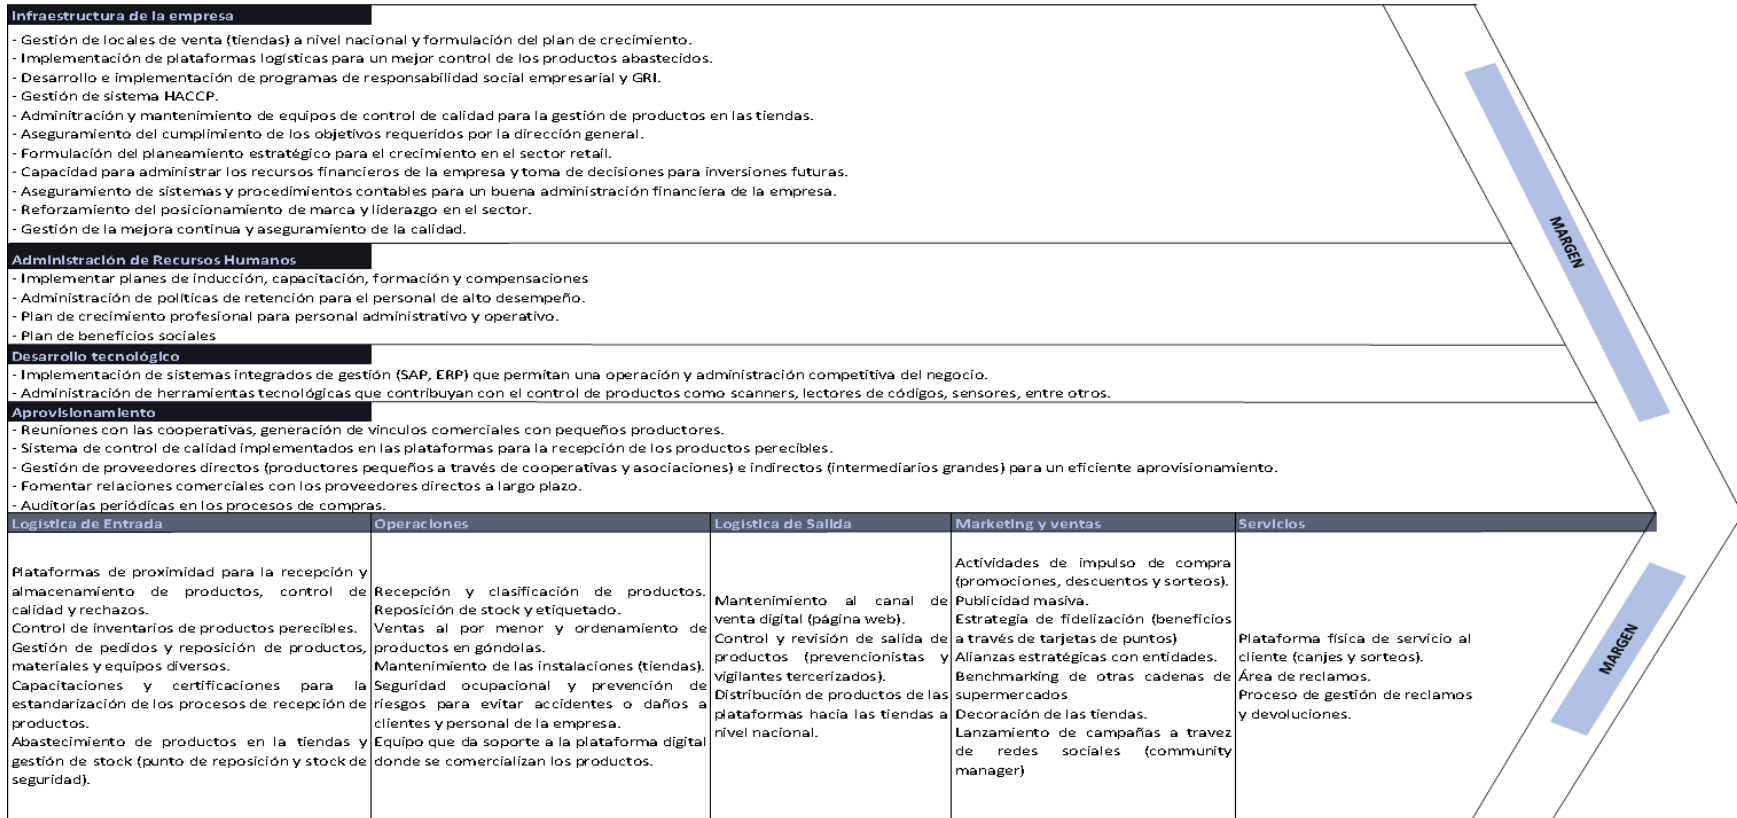 Infraestructura de la empresa
- Gestión de locales de venta (tiendas) a nivel nacional y formulación del plan de crecimiento.
- Implementación de plataformas logísticas para un mejor control de los productos abastecidos.
- Desarrollo e implementación de programas de responsabilidad social empresarial y GRI.
- Gestión de sistema HACCP.
- Adminitración y mantenimiento de equipos de control de calidad para la gestión de productos en las tiendas.
- Aseguramiento del cumplimiento de los objetivos requeridos por la dirección general.
- Formulación del planeamiento estratégico para el crecimiento en el sector retail.
- Capacidad para administrar los recursos financieros de la empresa y toma de decisiones para inversiones futuras.
- Aseguramiento de sistemas y procedimientos contables para un buena administración financiera de la empresa.
- Reforzamiento del posicionamiento de marca y liderazgo en el sector.
- Gestión de la mejora continua y aseguramiento de la calidad.
MARGEN
Administración de Recursos Humanos
- Implementar planes de inducción, capacitación, formación y compensaciones
- Administración de políticas de retención para el personal de alto desempeño.
- Plan de crecimiento profesional para personal administrativo y operativo.
- Plan de beneficios sociales
Desarrollo tecnológico
- Implementación de sistemas integrados de gestión (SAP, ERP) que permitan una operación y administración competitiva del negocio.
- Administración de herramientas tecnológicas que contribuyan con el control de productos como scanners, lectores de códigos, sensores, entre otros.
Aprovisionamiento
- Reuniones con las cooperativas, generación de vinculos comerciales con pequeños productores.
- Sistema de control de calidad implementados en las plataformas para la recepción de los productos perecibles.
- Gestión de proveedores directos (productores pequeños a través de cooperativas y asociaciones) e indirectos (intermediarios grandes) para un eficiente aprovisionamiento.
- Fomentar relaciones comerciales con los proveedores directos a largo plazo.
- Auditorías periódicas en los procesos de compras.
Logística de Entrada
Plataformas de proximidad para la recepción y
almacenamiento de productos, control de
calidad y rechazos.
Control de inventarios de productos perecibles.
Gestión de pedidos y reposición de productos,
materiales y equipos diversos.
Capacitaciones y certificaciones para la
estandarización de los procesos de recepción de
productos.
Abastecimiento de productos en la tiendas y
gestión de stock (punto de reposición y stock de
seguridad).
Operaciones
Recepción y clasificación de productos.
Reposición de stock y etiquetado.
Ventas al por menor y ordenamiento de
productos en góndolas.
Mantenimiento de las instalaciones (tiendas).
Seguridad ocupacional y prevención de
riesgos para evitar accidentes o daños a
clientes y personal de la empresa.
Equipo que da soporte a la plataforma digital
donde se comercializan los productos.
Logística de Salida
Mantenimiento al canal de
venta digital (página web).
Control y revisión de salida de
productos (prevencionistas y
vigilantes tercerizados).
Distribución de productos de las
plataformas hacia las tiendas a
nivel nacional.
Marketing y ventas
Actividades de impulso de compra
(promociones, descuentos y sorteos).
Publicidad masiva.
Estrategia de fidelización (beneficios
a través de tarjetas de puntos)
Alianzas estratégicas con entidades.
Benchmarking de otras cadenas de
supermercados
Decoración de las tiendas.
Lanzamiento de campañas a travez
de redes sociales (community
manager)
Servicios
Plataforma física de servicio al
cliente (canjes y sorteos).
Área de reclamos.
Proceso de gestión de reclamos
y devoluciones.
MARGEN